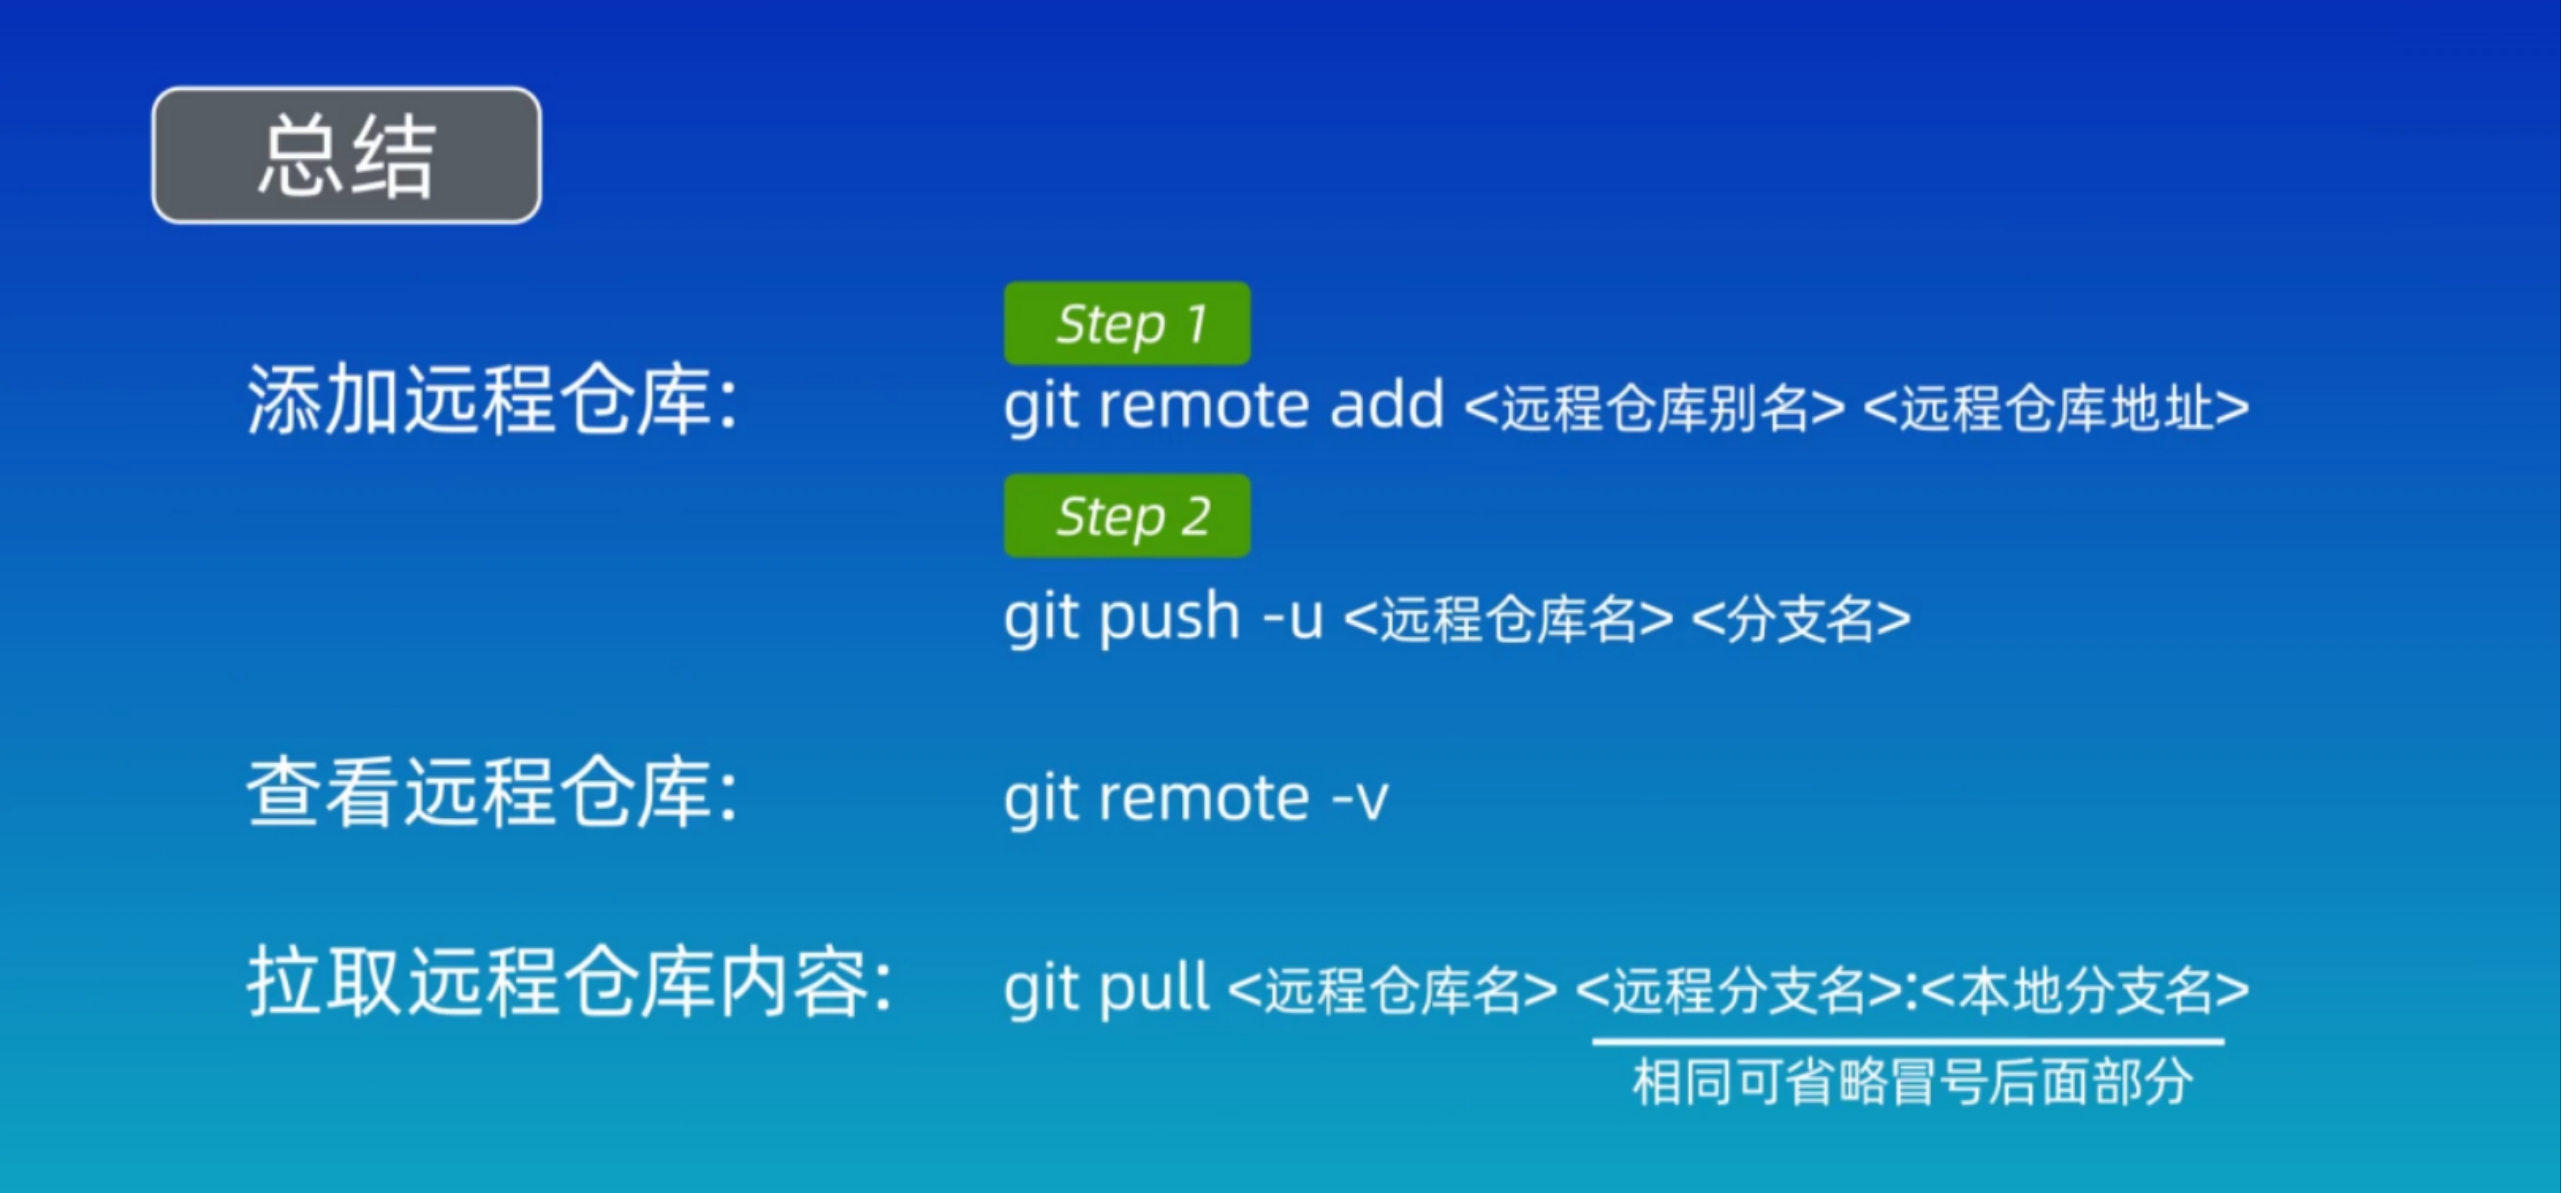 总结
Step 1
添加远程仓库: git remote add <远程仓库别名> <远程仓库地址>
Step 2
git push -u <远程仓库名> <分支名>
查看远程仓库: git remote -v
拉取远程仓库内容: git pull <远程仓库名> <远程分支名>:<本地分支名>
相同可省略冒号后面部分